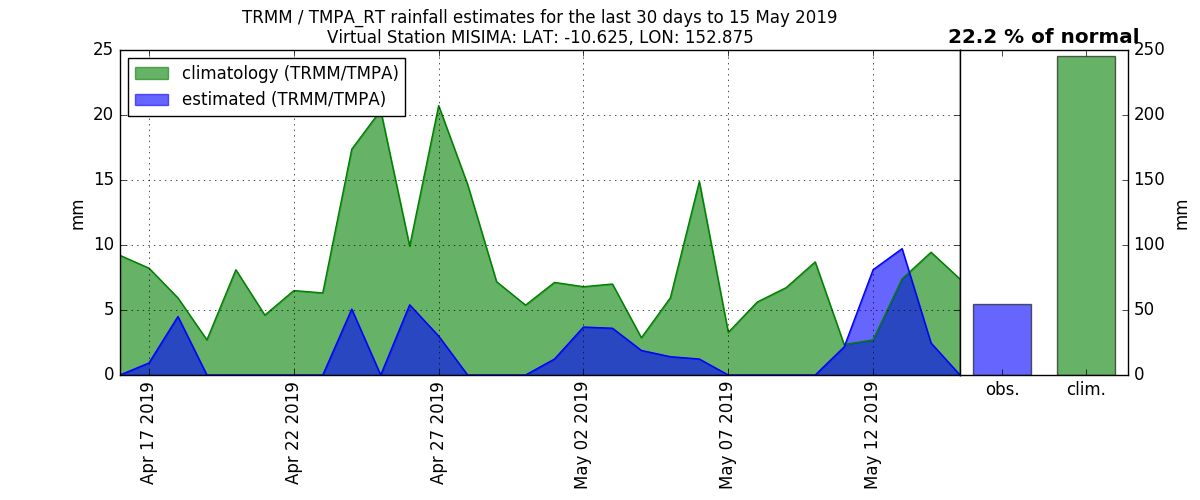 TRMM / TMPA_RT rainfall estimates for the last 30 days to 15 May 2019
Virtual Station MISIMA: LAT: -10.625, LON: 152.875
22.2 % of normal
climatology (TRMM/TMPA)
estimated (TRMM/TMPA)
25
20
15
10
5
0
mm
Apr 17 2019
Apr 22 2019
Apr 27 2019
May 02 2019
May 07 2019
May 12 2019
250
200
150
100
50
0
mm
obs.
clim.